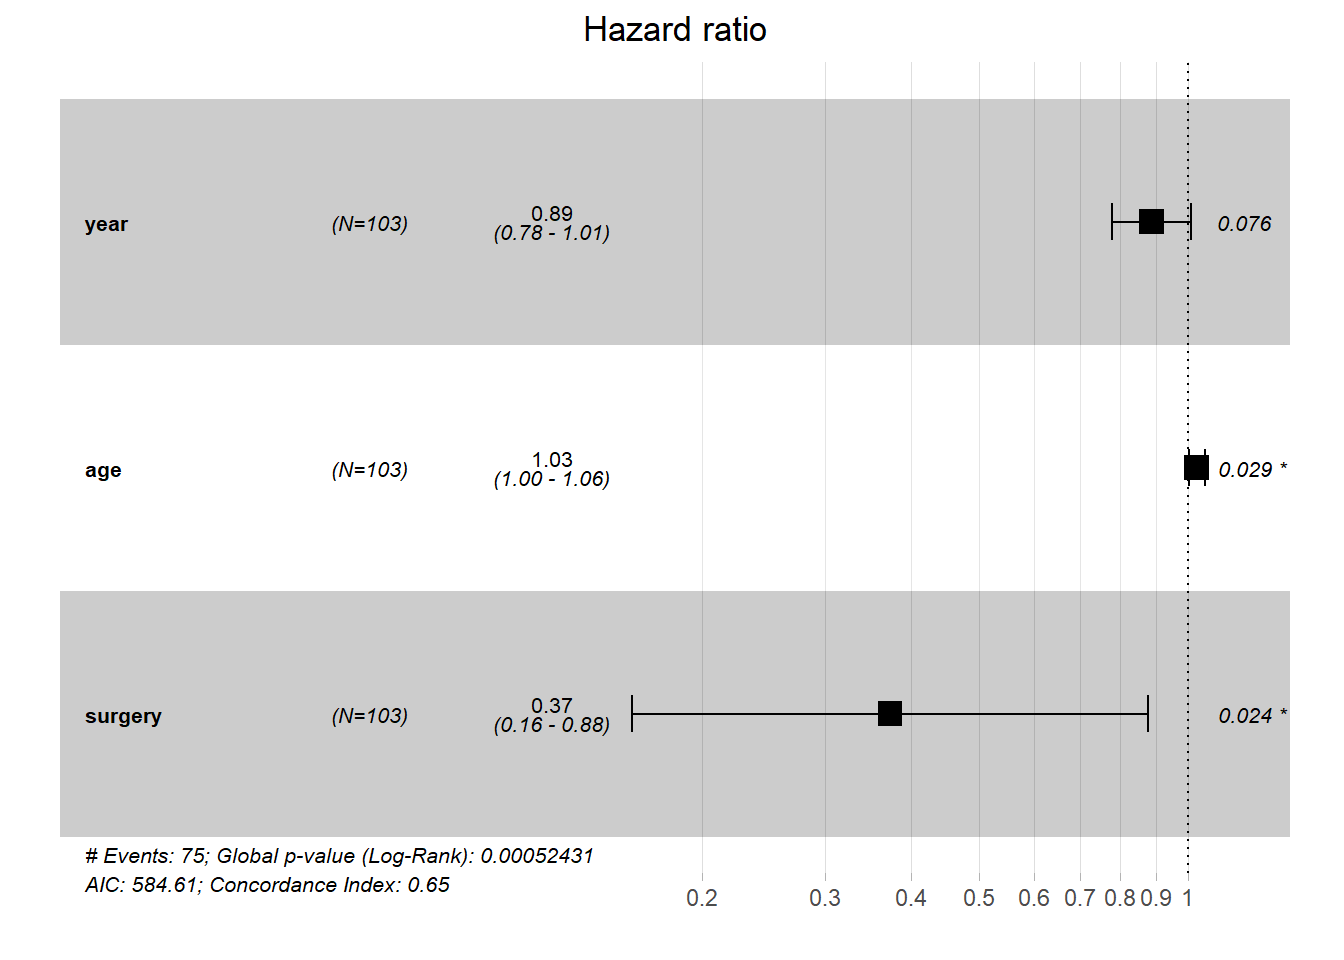 Hazard ratio
year (N=103) 0.89 0.076
(0.78 - 1.01)
age (N=103) 1.03 0.029 *
(1.00 - 1.06)
surgery (N=103) 0.37 0.024 *
(0.16 - 0.88)
# Events: 75; Global p-value (Log-Rank): 0.00052431
AIC: 584.61; Concordance Index: 0.65
0.2 0.3 0.4 0.5 0.6 0.7 0.8 0.9 1